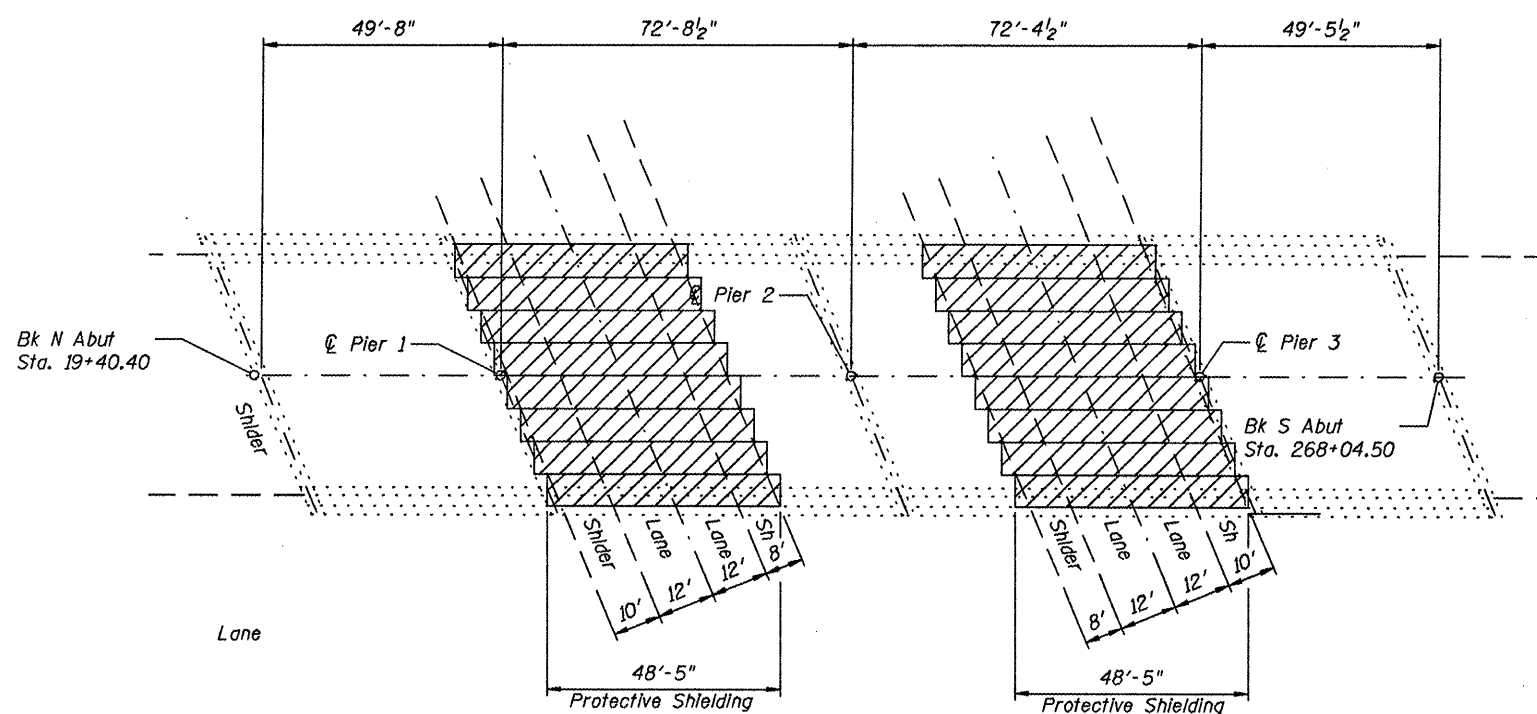 49'-8"
72'-8½"
72'-4½"
49'-5½"
Bk N Abut
Sta. 19+40.40
℄ Pier 1
℄ Pier 2
℄ Pier 3
Bk S Abut
Sta. 268+04.50
Shlder
Shlder
Lane
Lane
Sh
8'
12'
12'
10'
Shlder
Lane
Lane
Sh
10'
12'
12'
8'
Lane
48'-5"
Protective Shielding
48'-5"
Protective Shielding